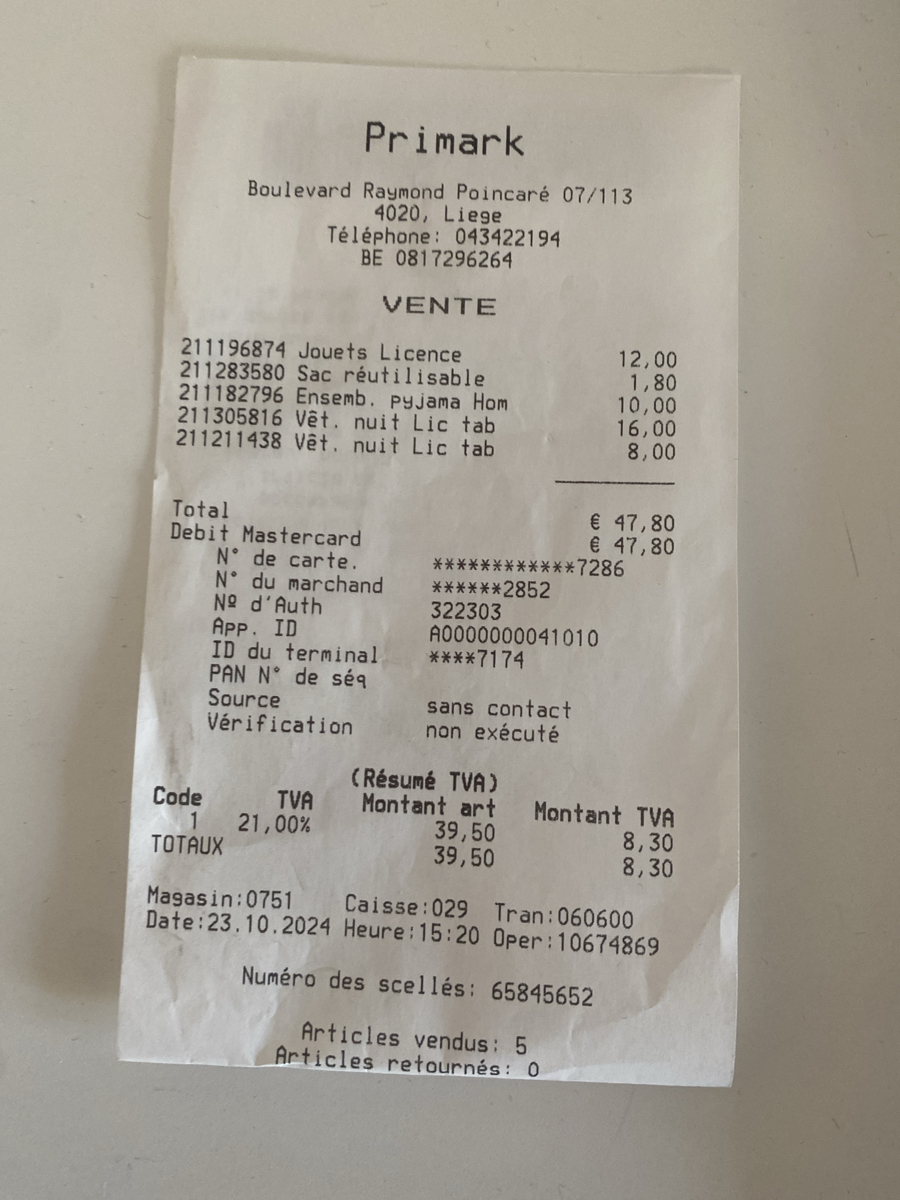 Primark
Boulevard Raymond Poincaré 07/113
4020, Liege
Téléphone: 043422194
BE 0817296264
VENTE
211196874 Jouets Licence 12,00
211283580 Sac réutilisable 1,80
211182796 Ensemb. pyjama Hom 10,00
211305816 Vêt. nuit Lic tab 16,00
211211438 Vêt. nuit Lic tab 8,00
Total € 47,80
Debit Mastercard € 47,80
N° de carte. ************7286
N° du marchand ******2852
Nº d'Auth 322303
App. ID A0000000041010
ID du terminal ****7174
PAN N° de séq
Source sans contact
Vérification non exécuté
(Résumé TVA)
Code TVA Montant art Montant TVA
1 21,00% 39,50 8,30
TOTAUX 39,50 8,30
Magasin:0751 Caisse:029 Tran:060600
Date:23.10.2024 Heure:15:20 Oper:10674869
Numéro des scellés: 65845652
Articles vendus: 5
Articles retournés: 0